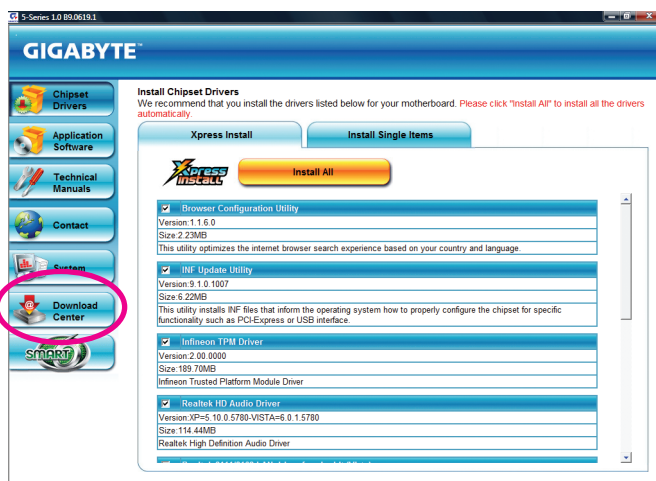 5-Series 1.0 B9.0619.1
GIGABYTE™
Chipset
Drivers
Application
Software
Technical
Manuals
Contact
System
Download
Center
SMART
Install Chipset Drivers
We recommend that you install the drivers listed below for your motherboard. Please click "Install All" to install all the drivers
automatically.
Xpress Install
Install Single Items
Xpress
Install
Install All
Browser Configuration Utility
Version:1.1.6.0
Size:2.23MB
This utility optimizes the internet browser search experience based on your country and language.
INF Update Utility
Version:9.1.0.1007
Size:6.22MB
This utility installs INF files that inform the operating system how to properly configure the chipset for specific
functionality such as PCI-Express or USB interface.
Infineon TPM Driver
Version:2.00.0000
Size:189.70MB
Infineon Trusted Platform Module Driver
Realtek HD Audio Driver
Version:XP=5.10.0.5780-VISTA=6.0.1.5780
Size:114.44MB
Realtek High Definition Audio Driver